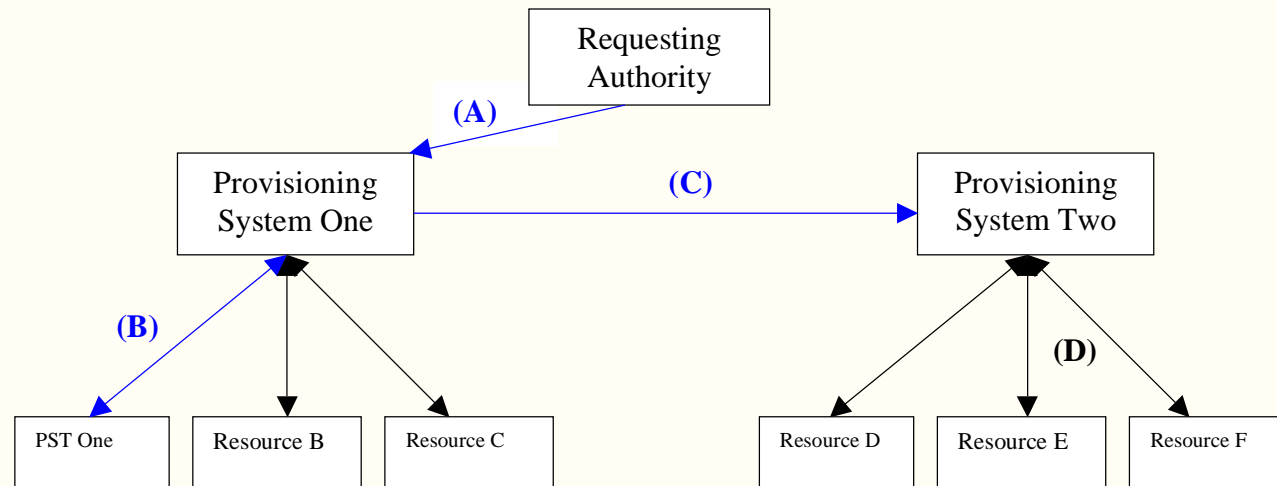 Requesting
Authority
(A)
Provisioning
System One
(C)
Provisioning
System Two
(B)
(D)
PST One
Resource B
Resource C
Resource D
Resource E
Resource F